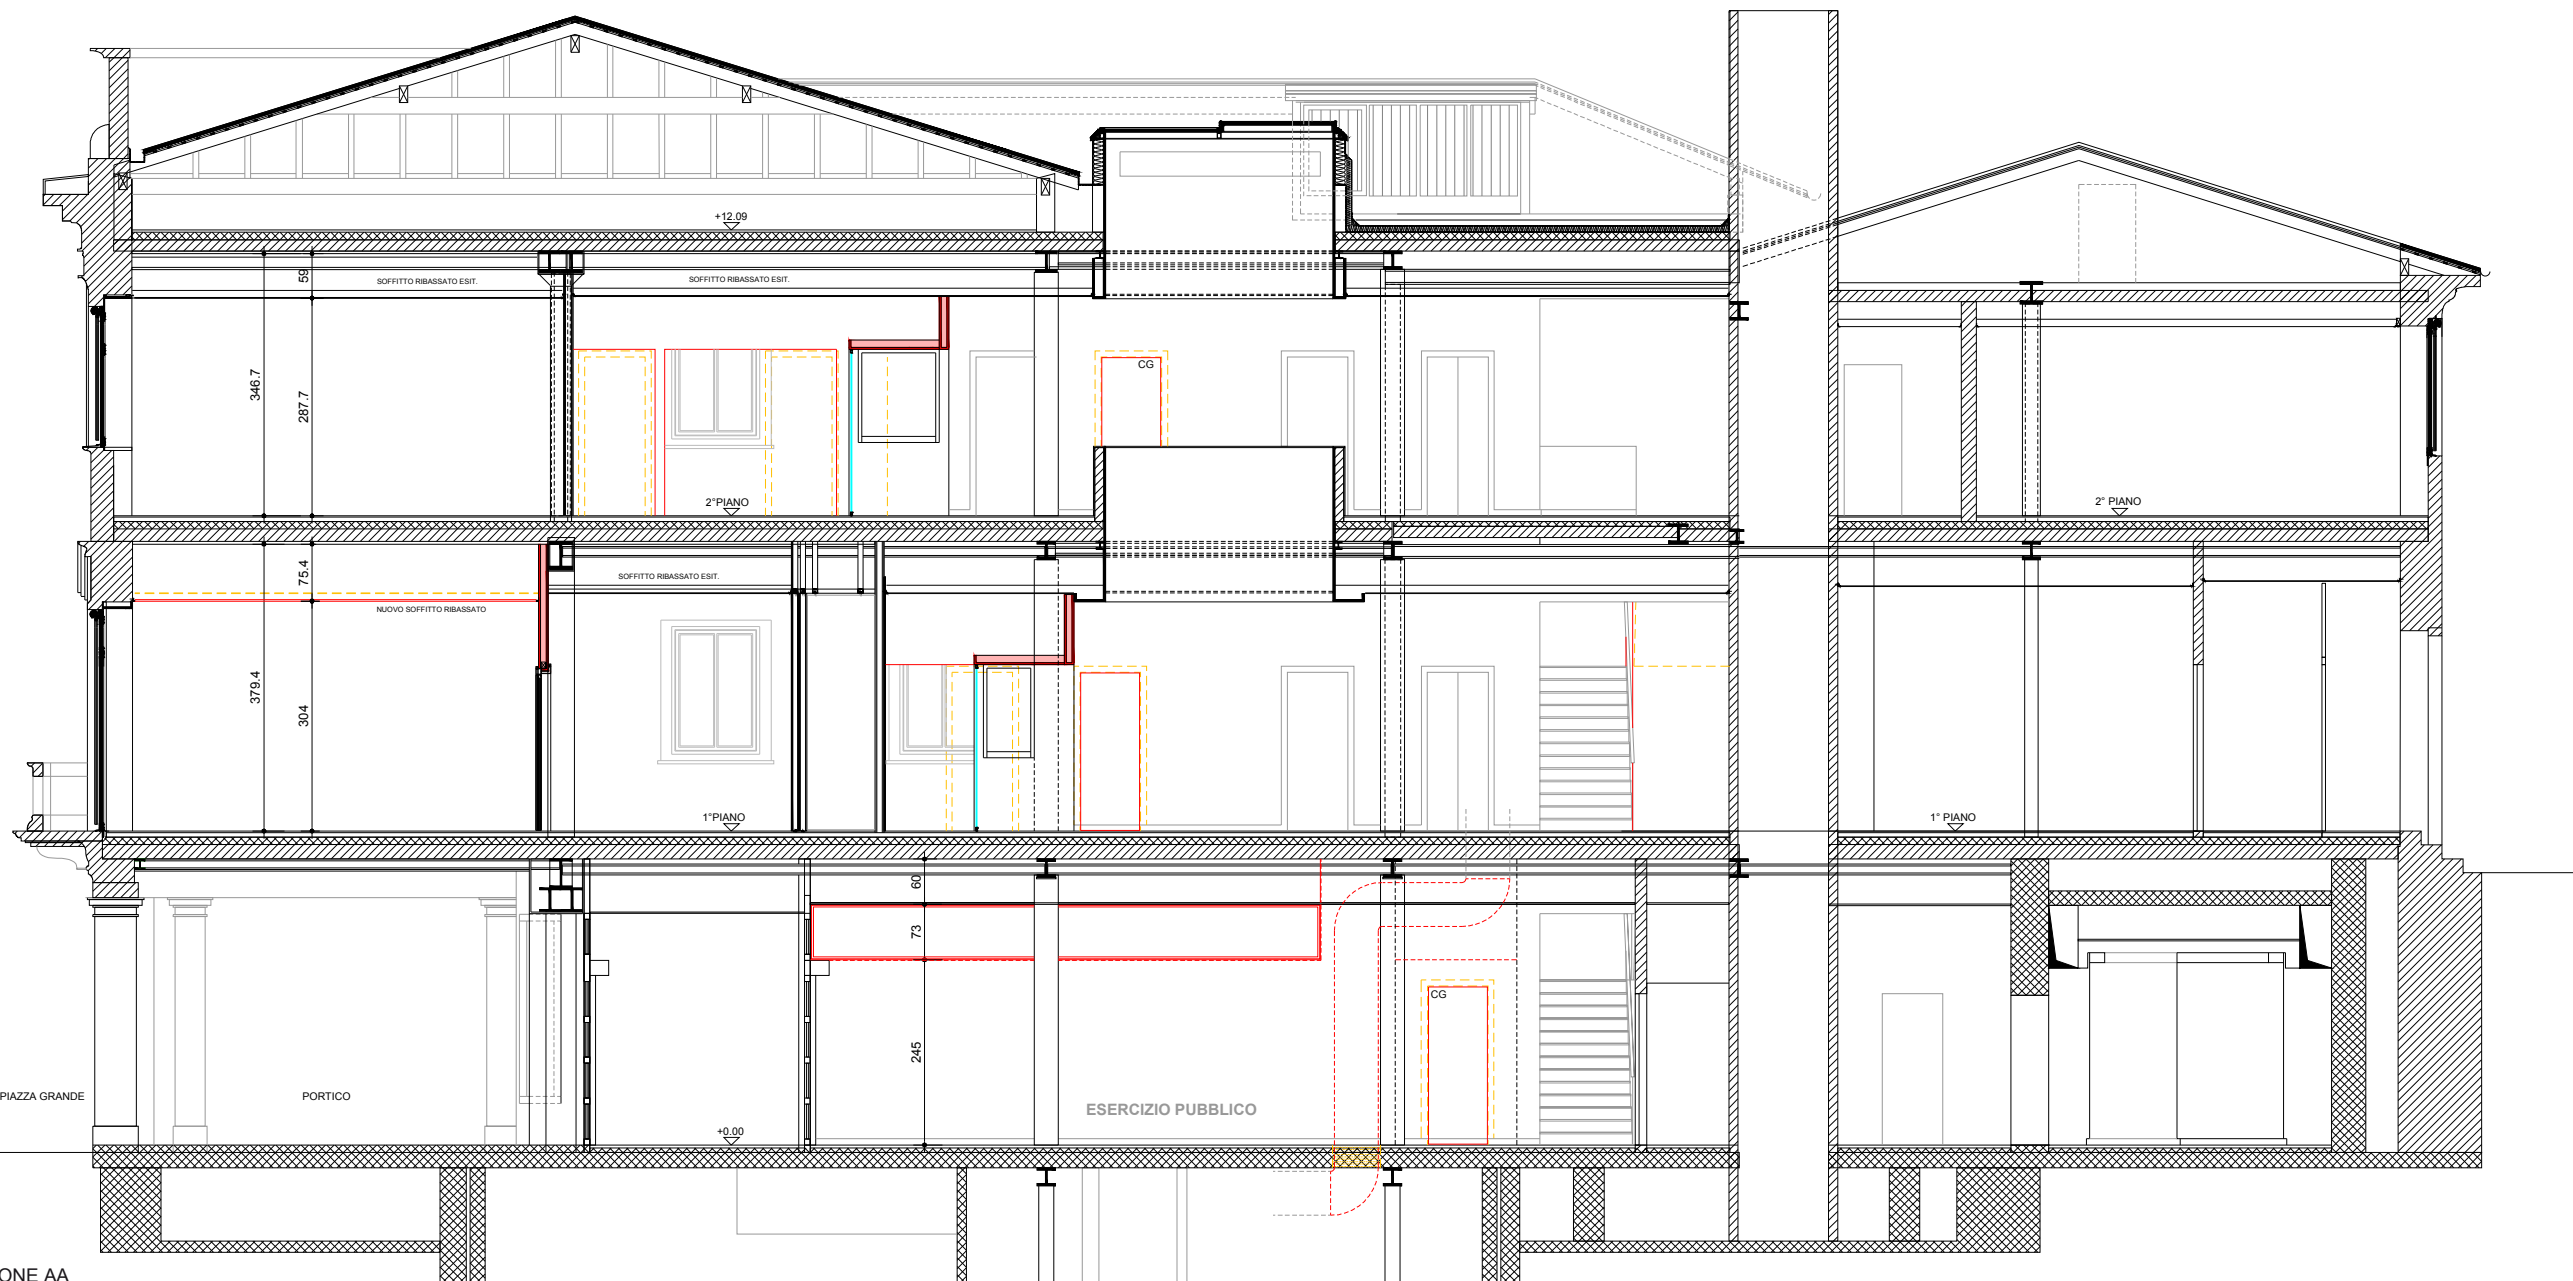 +12.09
59
SOFFITTO RIBASSATO ESIT.
SOFFITTO RIBASSATO ESIT.
346.7
287.7
CG
2°PIANO
2° PIANO
75.4
SOFFITTO RIBASSATO ESIT.
NUOVO SOFFITTO RIBASSATO
379.4
304
1°PIANO
1° PIANO
60
73
CG
245
PIAZZA GRANDE
PORTICO
ESERCIZIO PUBBLICO
+0.00
ONE AA